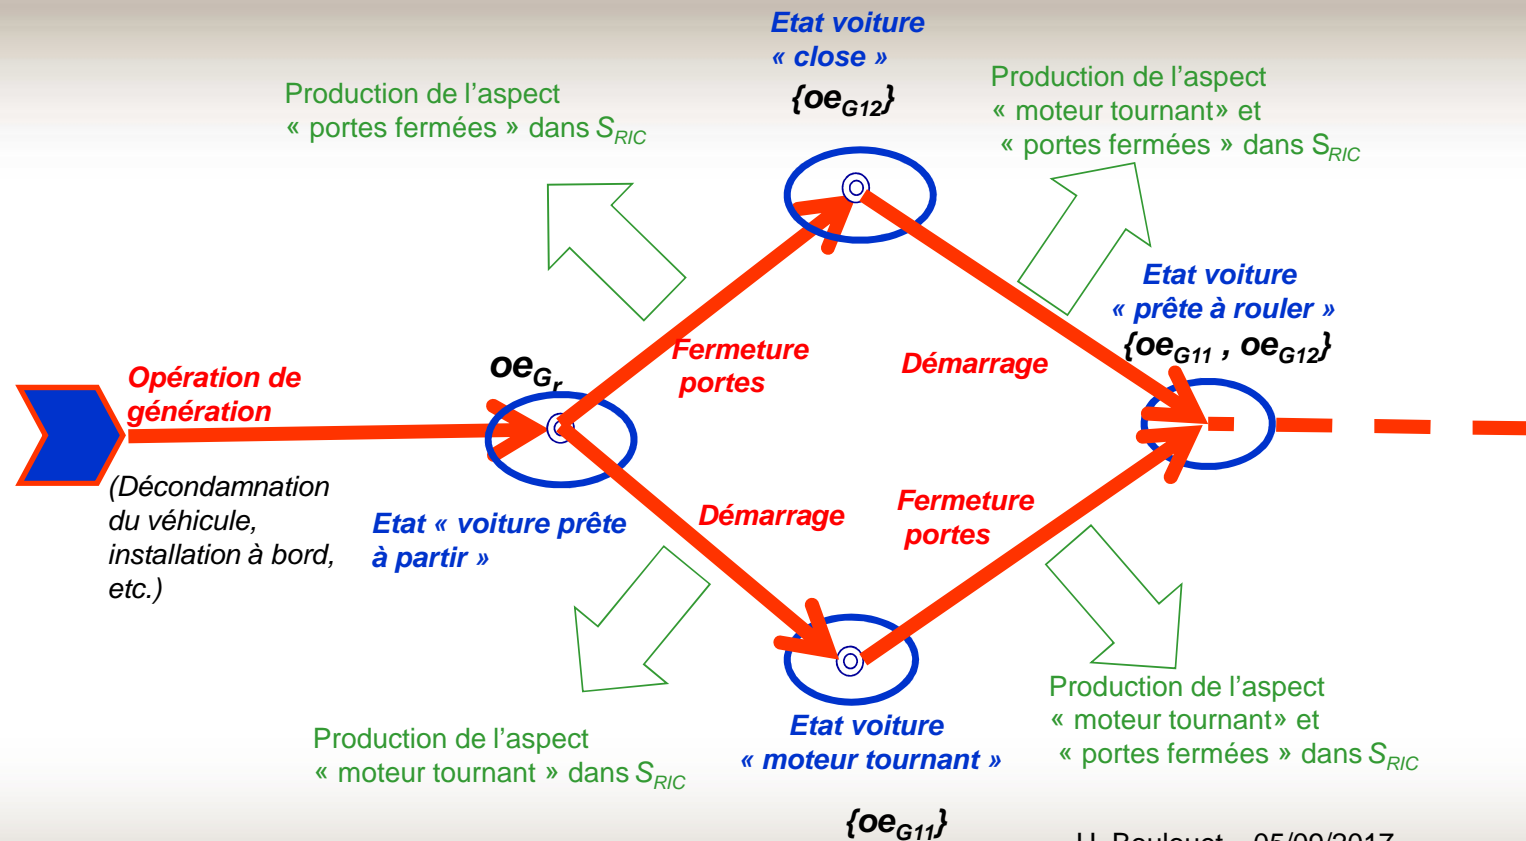 Etat voiture
« close »
{oeG12}
Production de l’aspect
« portes fermées » dans SRIC
Production de l’aspect
« moteur tournant» et
« portes fermées » dans SRIC
Etat voiture
« prête à rouler »
{oeG11 , oeG12}
Fermeture
portes
Démarrage
oeGr
Opération de
génération
(Décondamnation
du véhicule,
installation à bord,
etc.)
Etat « voiture prête
à partir »
Démarrage
Fermeture
portes
Production de l’aspect
« moteur tournant » dans SRIC
Etat voiture
« moteur tournant »
{oeG11}
Production de l’aspect
« moteur tournant» et
« portes fermées » dans SRIC
05/09/2017